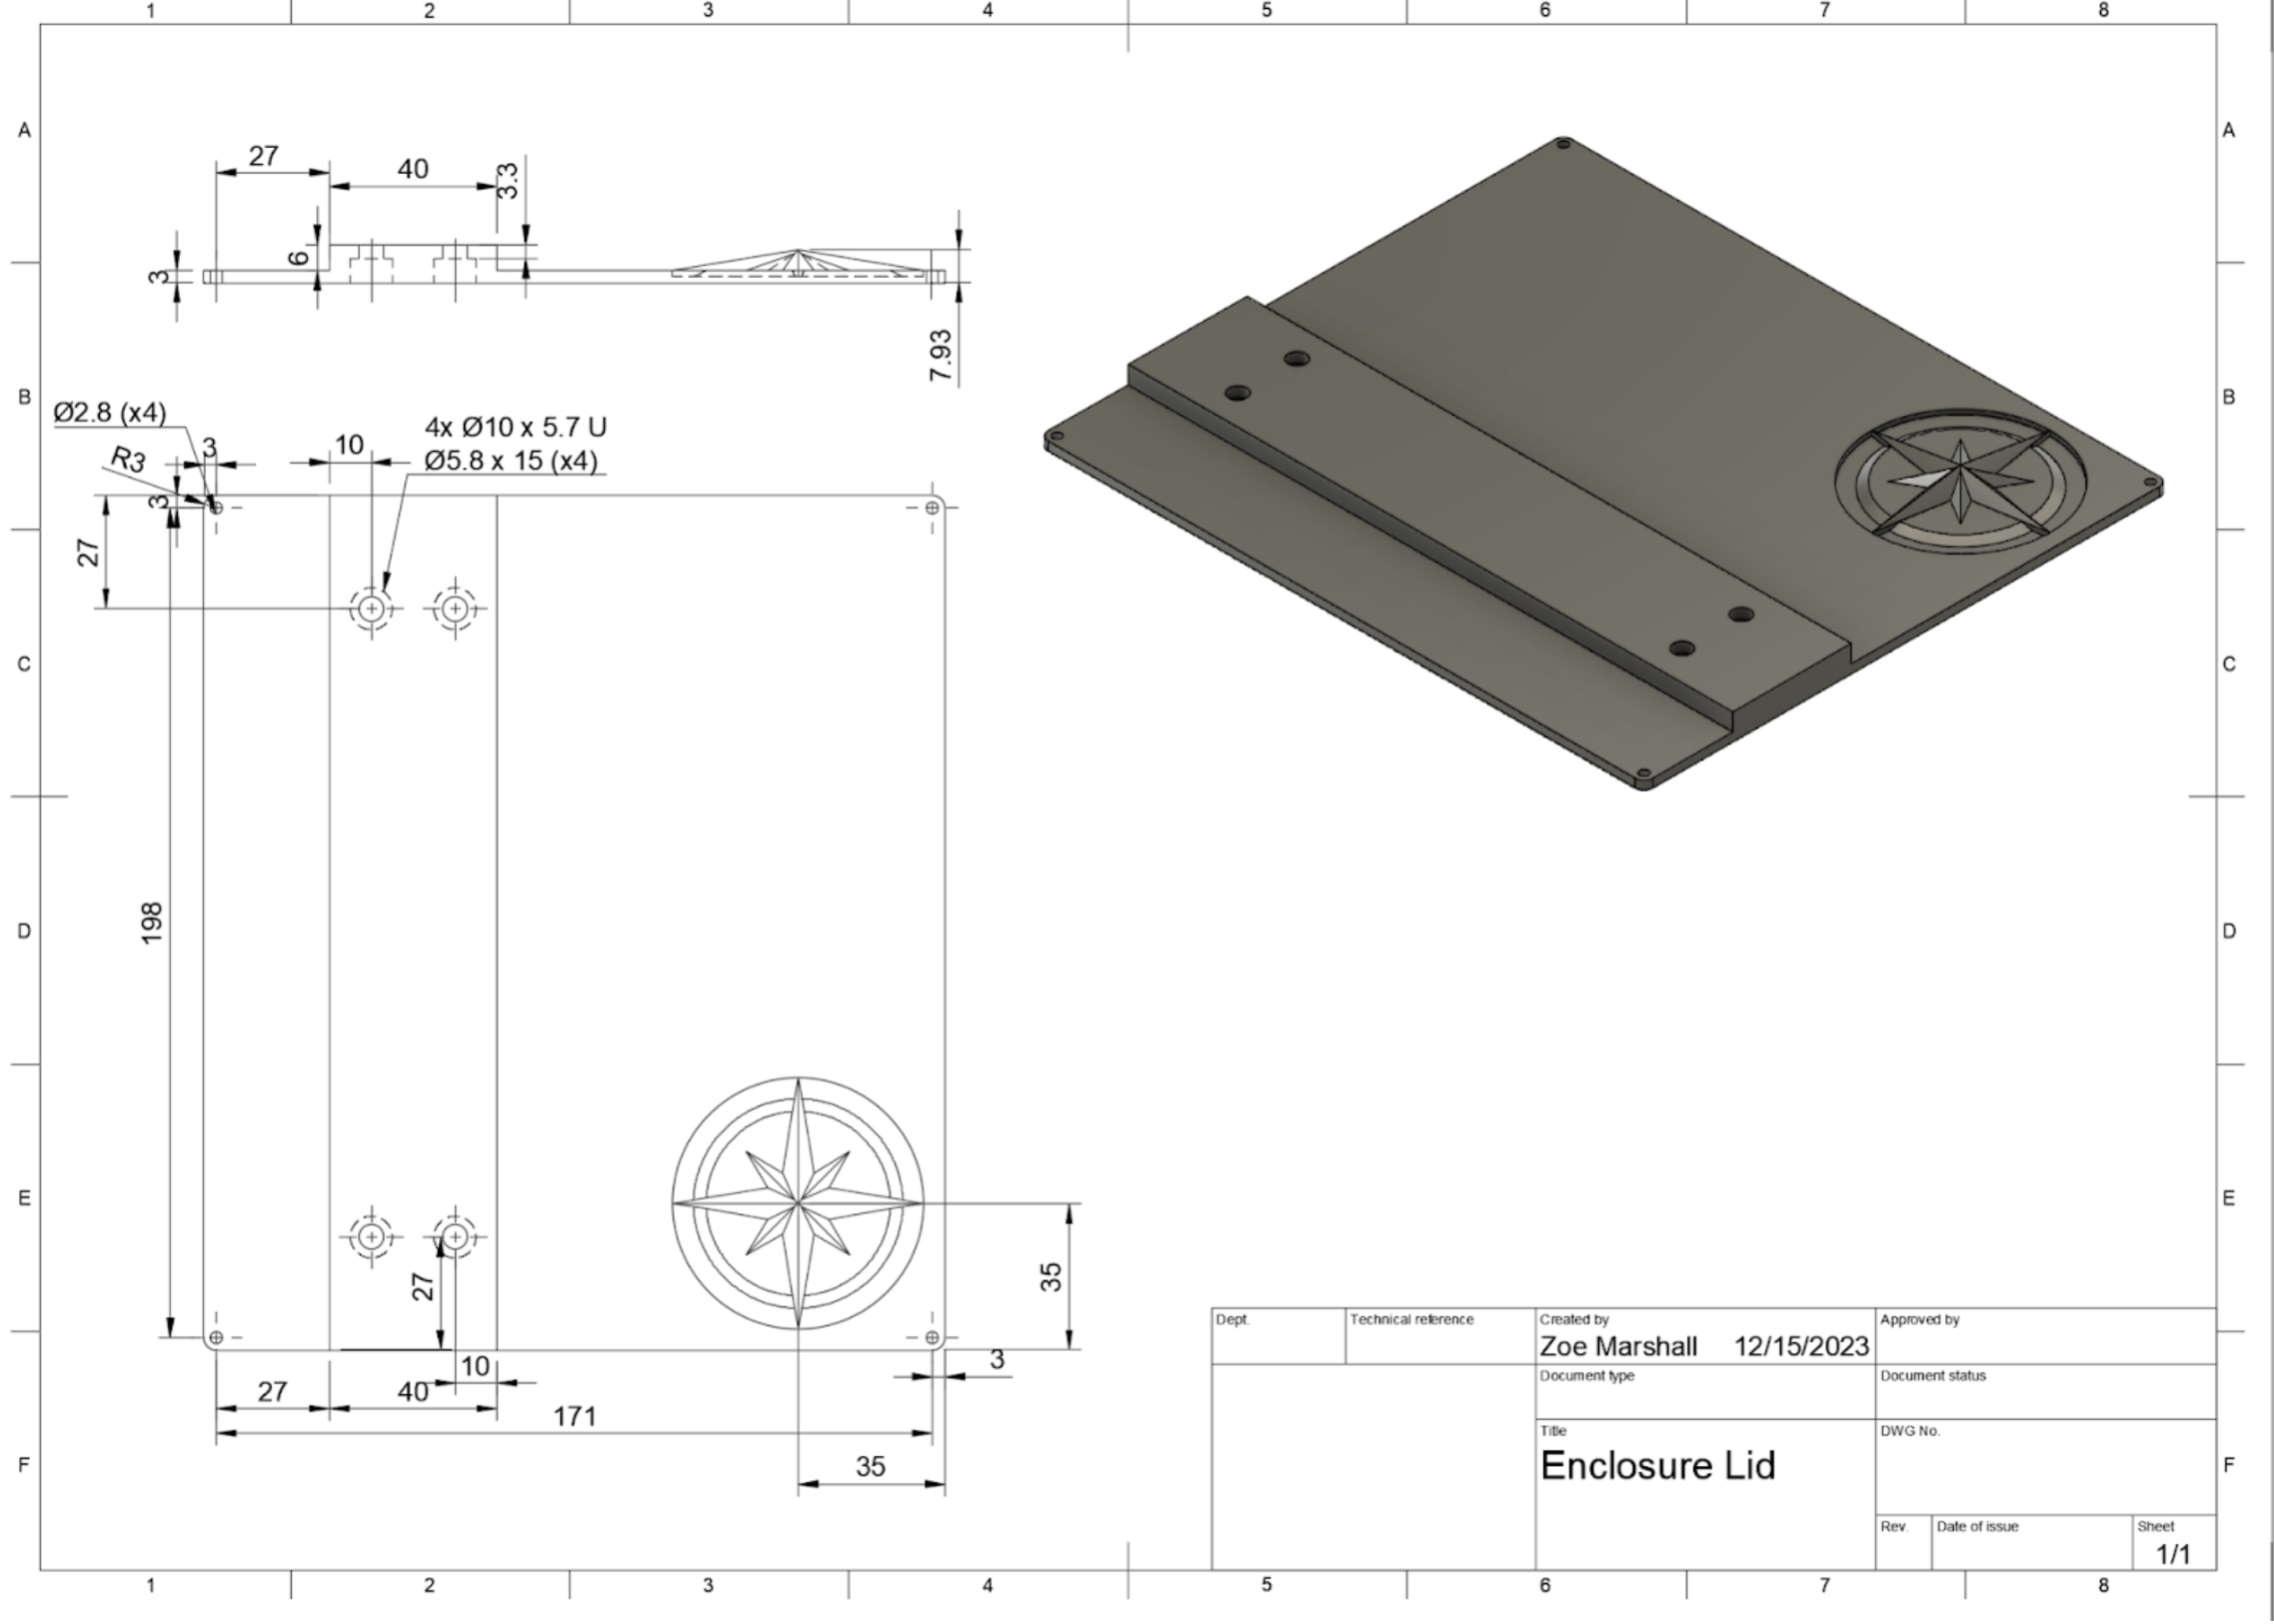 1 2 3 4 5 6 7 8
A A
27
40
3.3
6
3
7.93
B B
Ø2.8 (x4)
R3
3
10
4x Ø10 x 5.7 U
Ø5.8 x 15 (x4)
3
27
C C
198
D D
E E
27
35
10
3
27
40
171
35
F F
Dept.
Technical reference
Created by
Zoe Marshall 12/15/2023
Approved by
Document type
Document status
Title
Enclosure Lid
DWG No.
Rev.
Date of issue
Sheet
1/1
1 2 3 4 5 6 7 8